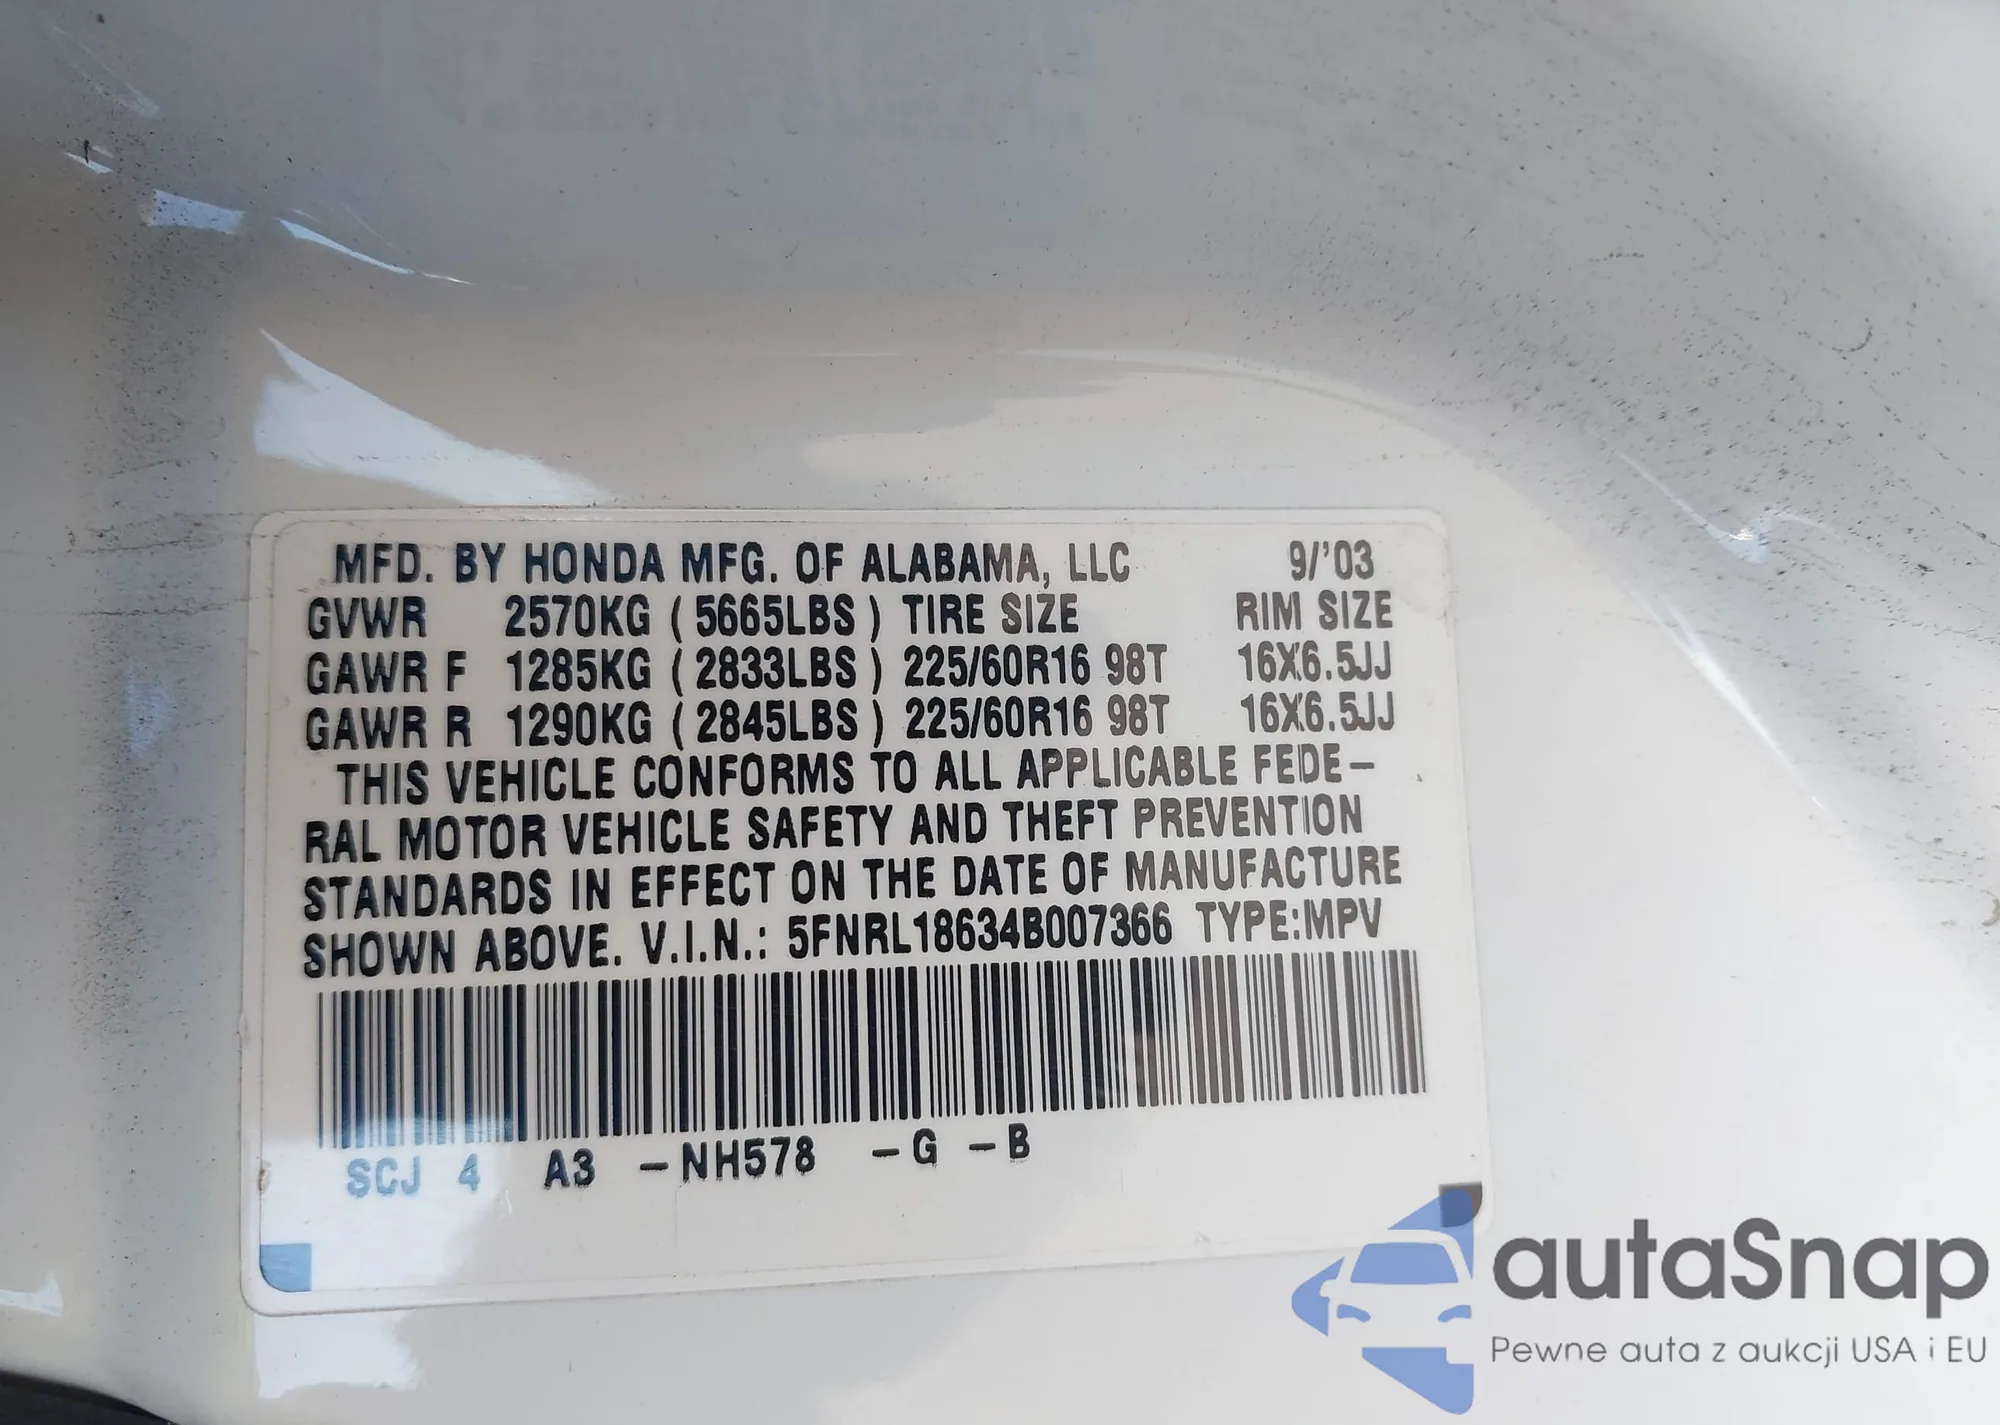 MFD. BY HONDA MFG. OF ALABAMA, LLC 9/'03
GVWR 2570KG (5665LBS) TIRE SIZE RIM SIZE
GAWR F 1285KG (2833LBS) 225/60R16 98T 16X6.5JJ
GAWR R 1290KG (2845LBS) 225/60R16 98T 16X6.5JJ
THIS VEHICLE CONFORMS TO ALL APPLICABLE FEDE-
RAL MOTOR VEHICLE SAFETY AND THEFT PREVENTION
STANDARDS IN EFFECT ON THE DATE OF MANUFACTURE
SHOWN ABOVE. V.I.N.: 5FNRL18634B007366 TYPE:MPV
SCJ 4 A3 -NH578 -G -B
autaSnap
Pewne auta z aukcji USA i EU